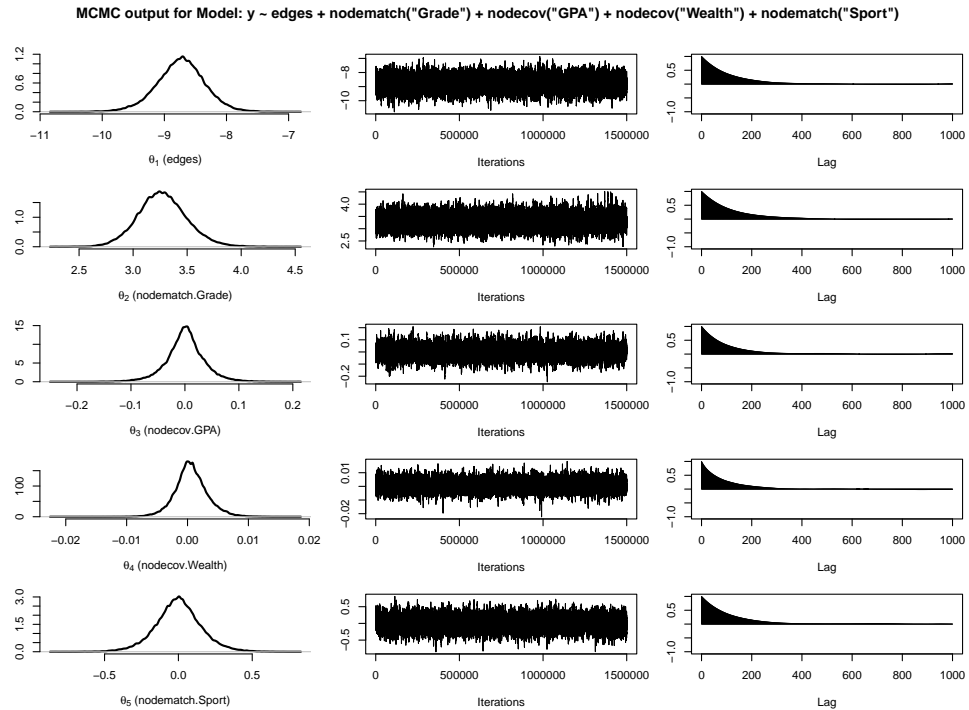 MCMC output for Model: y ~ edges + nodematch("Grade") + nodecov("GPA") + nodecov("Wealth") + nodematch("Sport")
0.0 0.6 1.2
−11 −10 −9 −8 −7
θ1 (edges)
−10 −8
0 500000 1000000 1500000
Iterations
−1.0 0.5
0 200 400 600 800 1000
Lag
0.0 1.0
2.5 3.0 3.5 4.0 4.5
θ2 (nodematch.Grade)
2.5 4.0
0 500000 1000000 1500000
Iterations
−1.0 0.5
0 200 400 600 800 1000
Lag
0 5 15
−0.2 −0.1 0.0 0.1 0.2
θ3 (nodecov.GPA)
−0.2 0.1
0 500000 1000000 1500000
Iterations
−1.0 0.5
0 200 400 600 800 1000
Lag
0 100
−0.02 −0.01 0.00 0.01 0.02
θ4 (nodecov.Wealth)
−0.02 0.01
0 500000 1000000 1500000
Iterations
−1.0 0.5
0 200 400 600 800 1000
Lag
0.0 1.0 2.0 3.0
−0.5 0.0 0.5
θ5 (nodematch.Sport)
−0.5 0.5
0 500000 1000000 1500000
Iterations
−1.0 0.5
0 200 400 600 800 1000
Lag